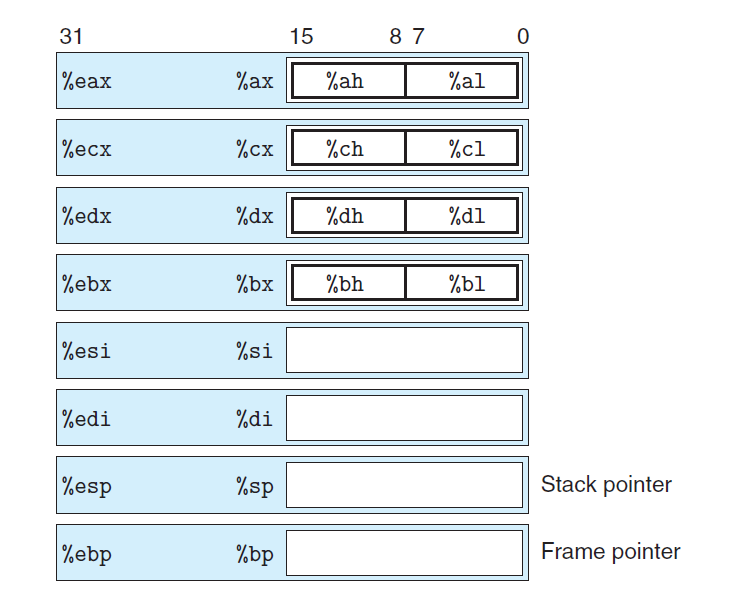 31 15 8 7 0
%eax %ax %ah %al
%ecx %cx %ch %cl
%edx %dx %dh %dl
%ebx %bx %bh %bl
%esi %si
%edi %di
%esp %sp Stack pointer
%ebp %bp Frame pointer